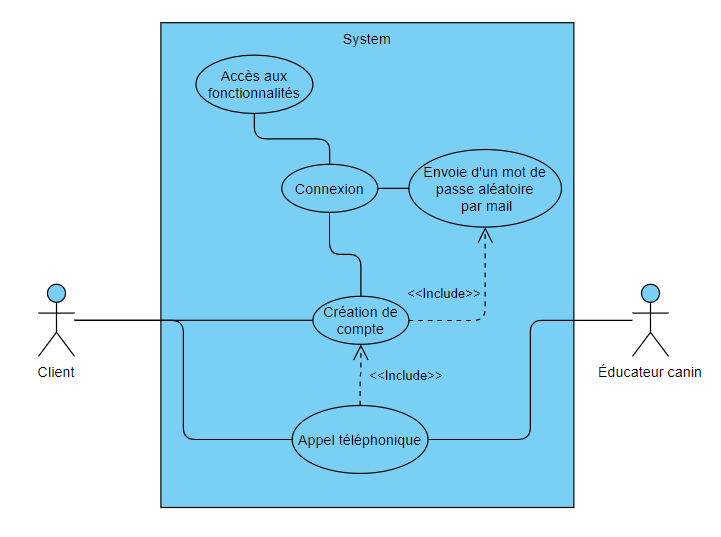 System
Accès aux
fonctionnalités
Connexion
Envoie d'un mot de
passe aléatoire
par mail
<<Include>>
Création de
compte
<<Include>>
Client
Éducateur canin
Appel téléphonique